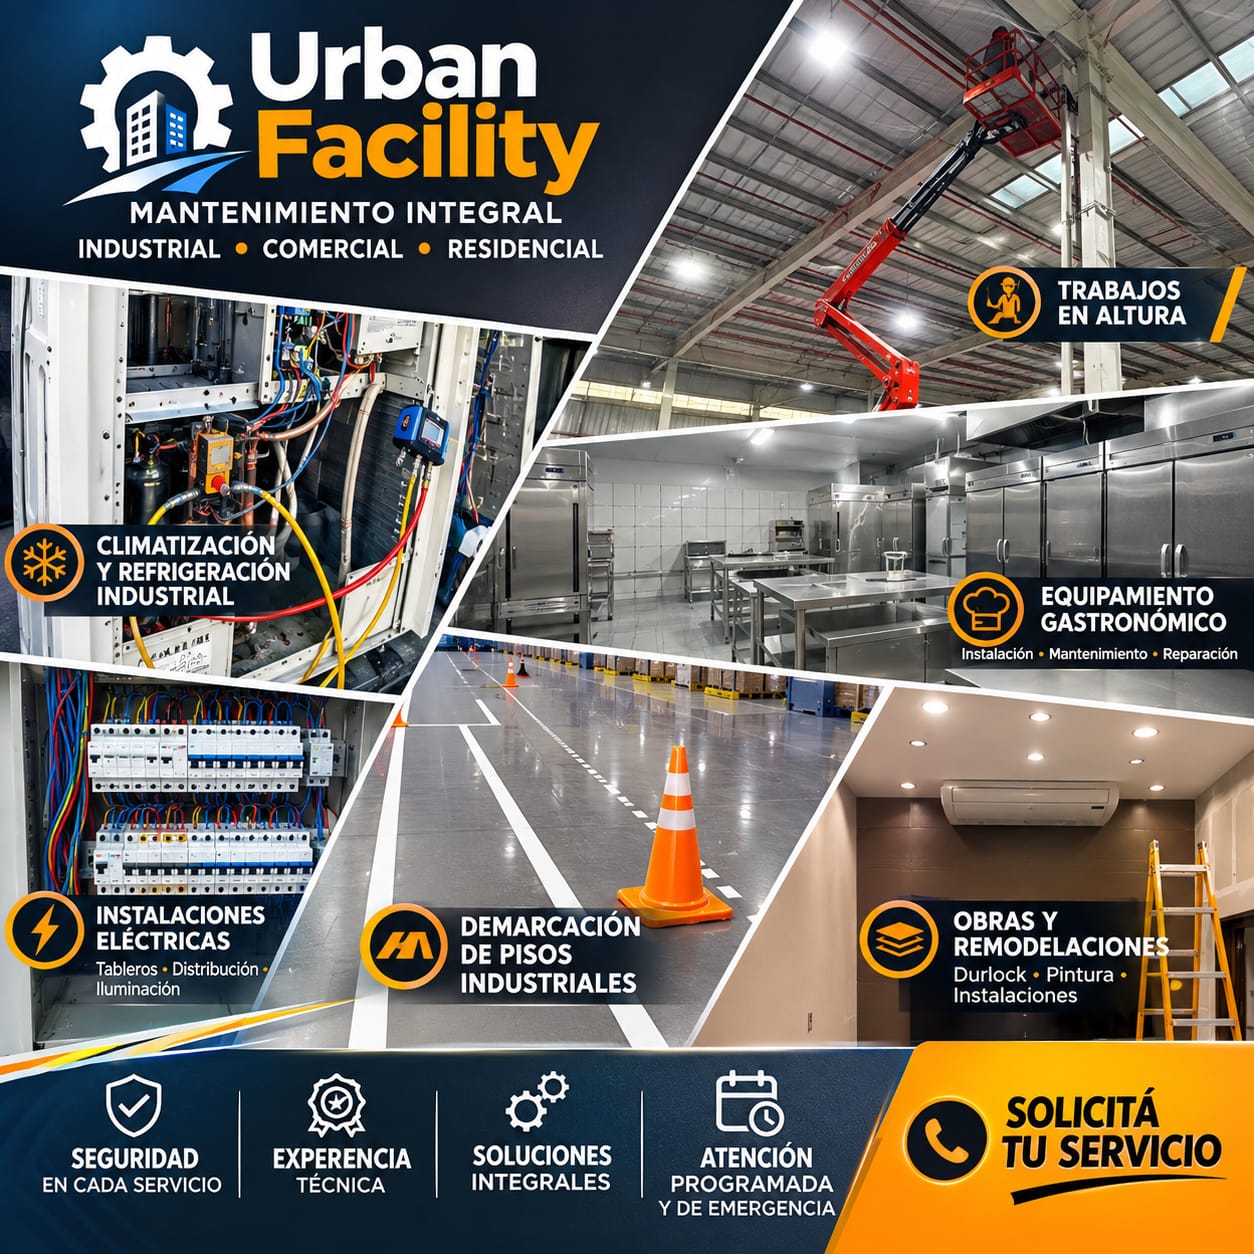 Urban
Facility
MANTENIMIENTO INTEGRAL
INDUSTRIAL • COMERCIAL • RESIDENCIAL
TRABAJOS
EN ALTURA
CLIMATIZACIÓN
Y REFRIGERACIÓN
INDUSTRIAL
EQUIPAMIENTO
GASTRONÓMICO
Instalación • Mantenimiento • Reparación
INSTALACIONES
ELÉCTRICAS
Tableros • Distribución •
Iluminación
DEMARCACIÓN
DE PISOS
INDUSTRIALES
OBRAS Y
REMODELACIONES
Durlock • Pintura •
Instalaciones
SEGURIDAD
EN CADA SERVICIO
EXPERENCIA
TÉCNICA
SOLUCIONES
INTEGRALES
ATENCIÓN
PROGRAMADA
Y DE EMERGENCIA
SOLICITÁ
TU SERVICIO